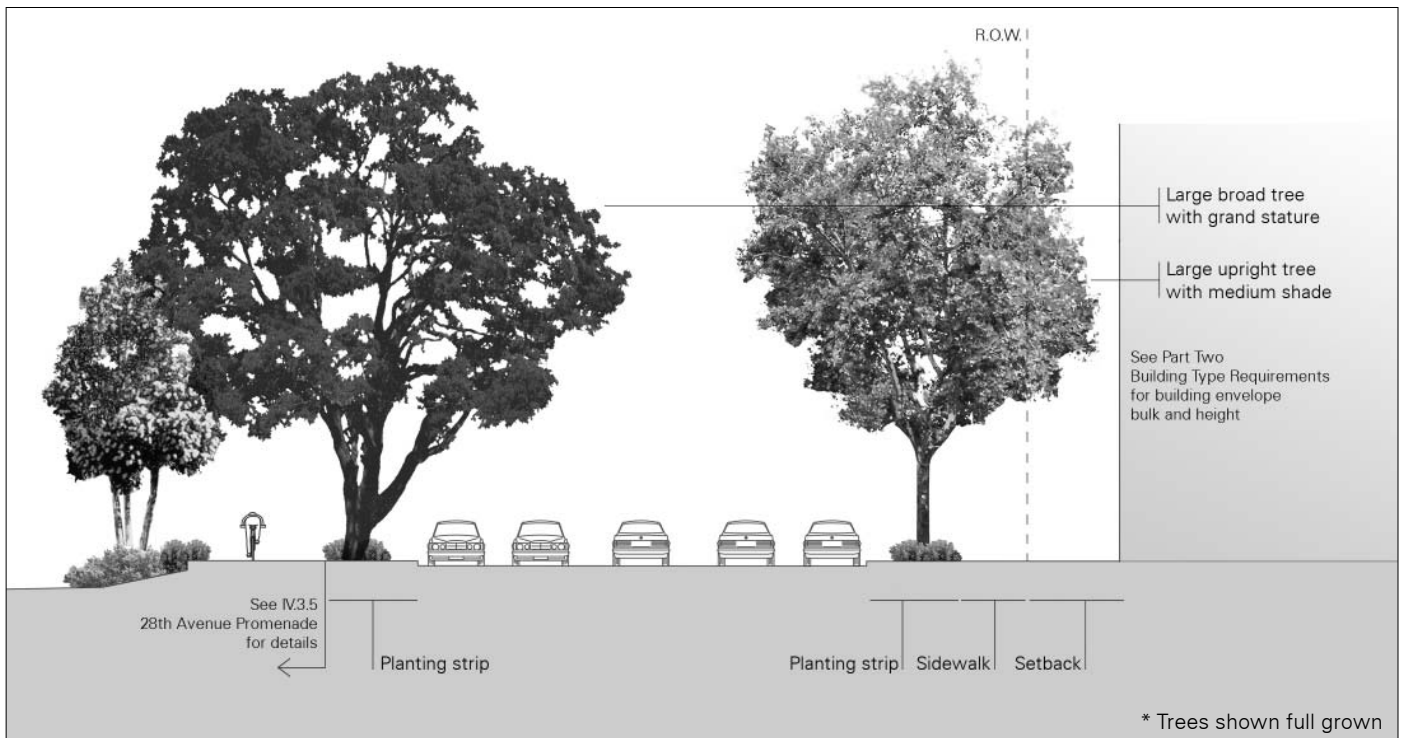 R.O.W.
Large broad tree
with grand stature
Large upright tree
with medium shade
See Part Two
Building Type Requirements
for building envelope
bulk and height
See IV.3.5
28th Avenue Promenade
for details
Planting strip
Planting strip
Sidewalk
Setback
* Trees shown full grown